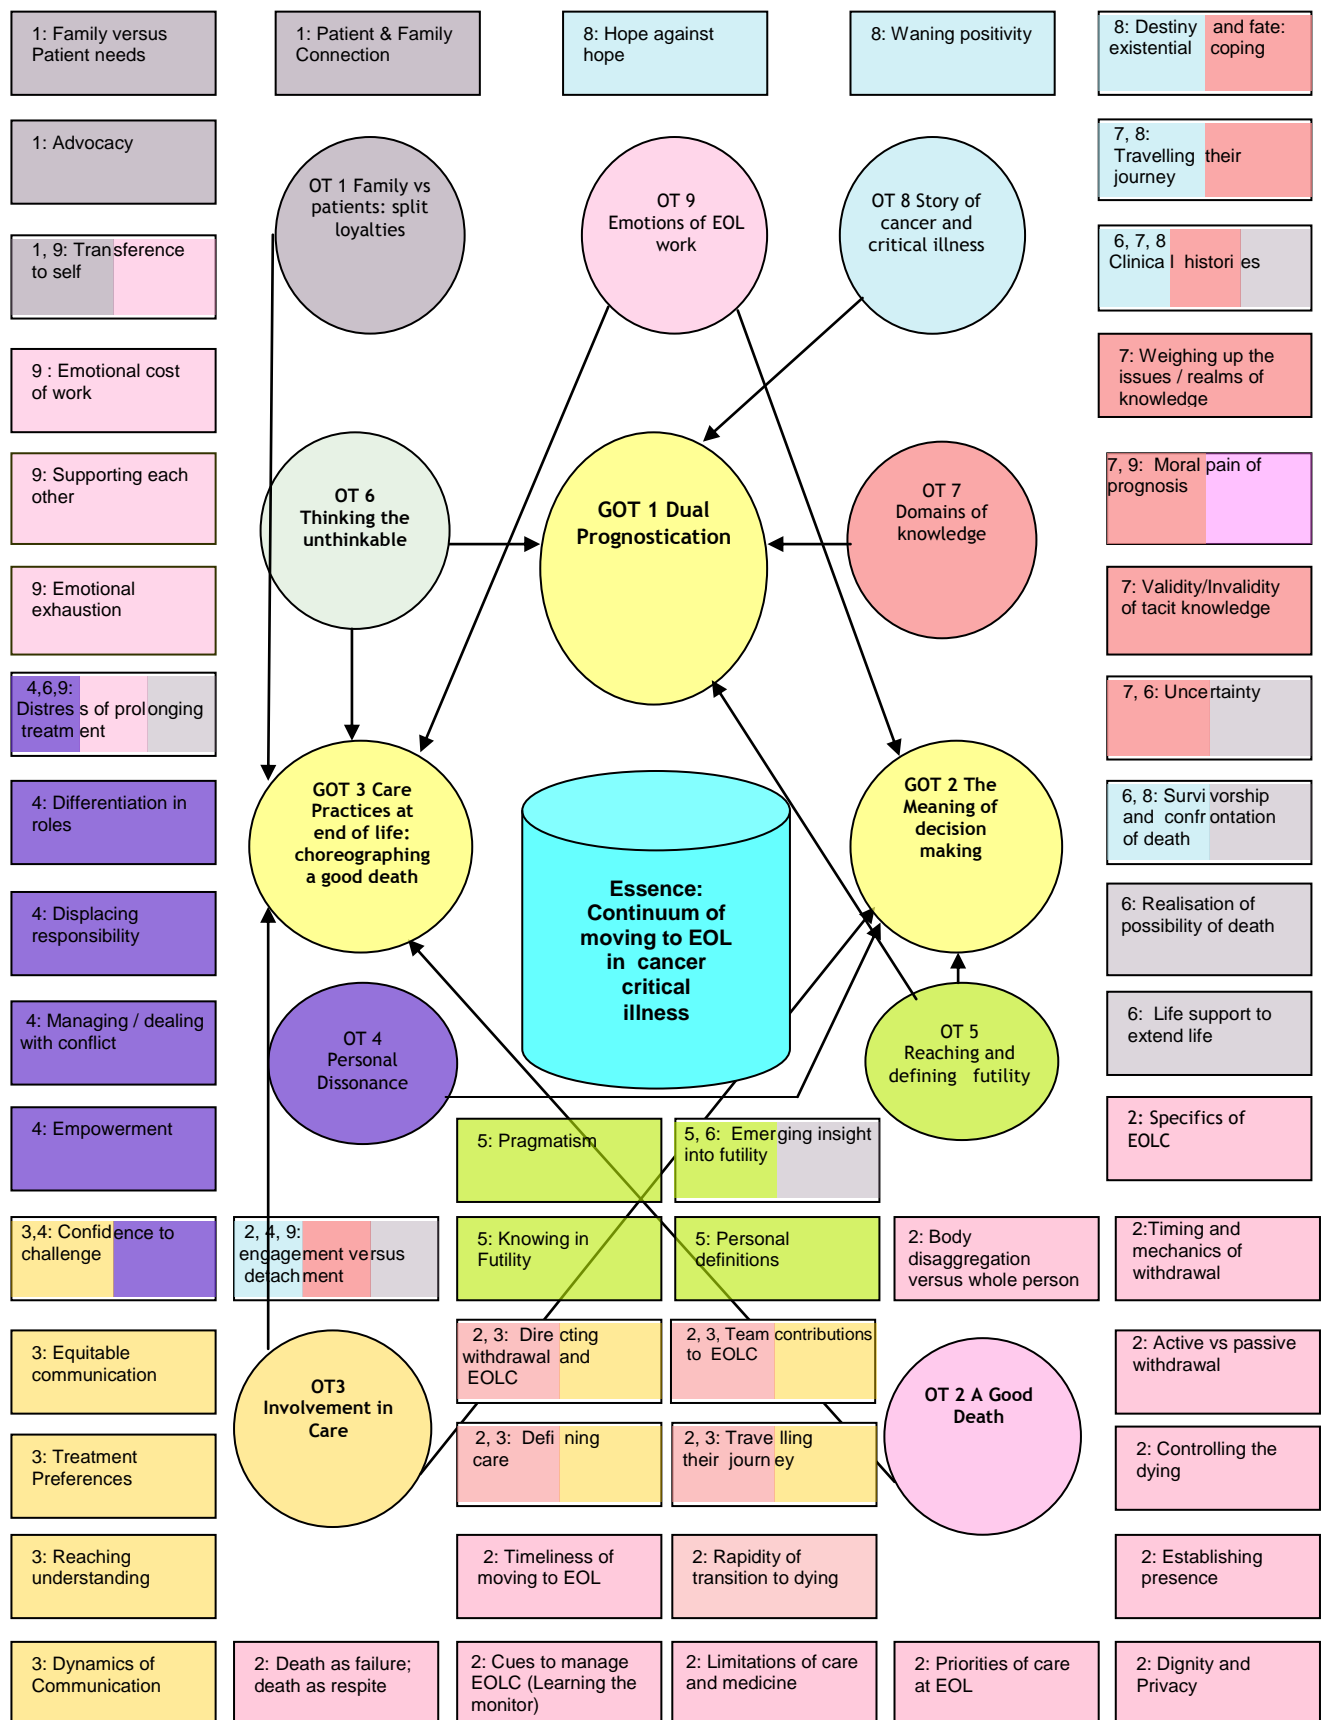 1: Family versus
Patient needs
1: Patient & Family
Connection
8: Hope against
hope
8: Waning positivity
8: Destiny and fate:
existential coping
1: Advocacy
7, 8:
Travelling their
journey
OT 1 Family vs
patients: split
loyalties
OT 9
Emotions of EOL
work
OT 8 Story of
cancer and
critical illness
1, 9: Transference
to self
6, 7, 8
Clinical histories
9 : Emotional cost
of work
7: Weighing up the
issues / realms of
knowledge
9: Supporting each
other
7, 9: Moral pain of
prognosis
OT 6
Thinking the
unthinkable
GOT 1 Dual
Prognostication
OT 7
Domains of
knowledge
9: Emotional
exhaustion
7: Validity/Invalidity
of tacit knowledge
4,6,9:
Distress of prolonging
treatment
7, 6: Uncertainty
4: Differentiation in
roles
GOT 3 Care
Practices at
end of life:
choreographing
a good death
GOT 2 The
Meaning of
decision
making
6, 8: Survivorship
and confrontation
of death
Essence:
Continuum of
moving to EOL
in cancer
critical
illness
4: Displacing
responsibility
6: Realisation of
possibility of death
4: Managing / dealing
with conflict
OT 4
Personal
Dissonance
OT 5
Reaching and
defining futility
6: Life support to
extend life
4: Empowerment
5: Pragmatism
5, 6: Emerging insight
into futility
2: Specifics of
EOLC
3,4: Confidence to
challenge
2, 4, 9:
engagement versus
detachment
5: Knowing in
Futility
5: Personal
definitions
2: Body
disaggregation
versus whole person
2:Timing and
mechanics of
withdrawal
3: Equitable
communication
OT3
Involvement in
Care
2, 3: Directing
withdrawal and
EOLC
2, 3, Team contributions
to EOLC
OT 2 A Good
Death
2: Active vs passive
withdrawal
3: Treatment
Preferences
2, 3: Defining
care
2, 3: Travelling
their journey
2: Controlling the
dying
3: Reaching
understanding
2: Timeliness of
moving to EOL
2: Rapidity of
transition to dying
2: Establishing
presence
3: Dynamics of
Communication
2: Death as failure;
death as respite
2: Cues to manage
EOLC (Learning the
monitor)
2: Limitations of care
and medicine
2: Priorities of care
at EOL
2: Dignity and
Privacy